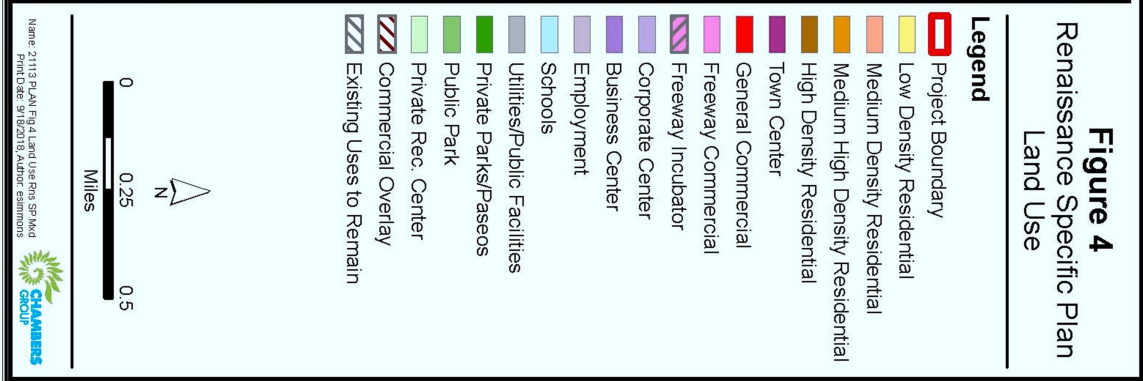 Figure 4
Renaissance Specific Plan
Land Use
Legend
Project Boundary
Low Density Residential
Medium Density Residential
Medium High Density Residential
High Density Residential
Town Center
General Commercial
Freeway Commercial
Freeway Incubator
Corporate Center
Business Center
Employment
Schools
Utilities/Public Facilities
Private Parks/Paseos
Public Park
Private Rec. Center
Commercial Overlay
Existing Uses to Remain
N
0 0.25 0.5
Miles
Name: 21113 PLAN Fig 4 Land Use Rns SP.Mxd
Print Date: 9/18/2018, Author: esimmons
CHAMBERS
GROUP